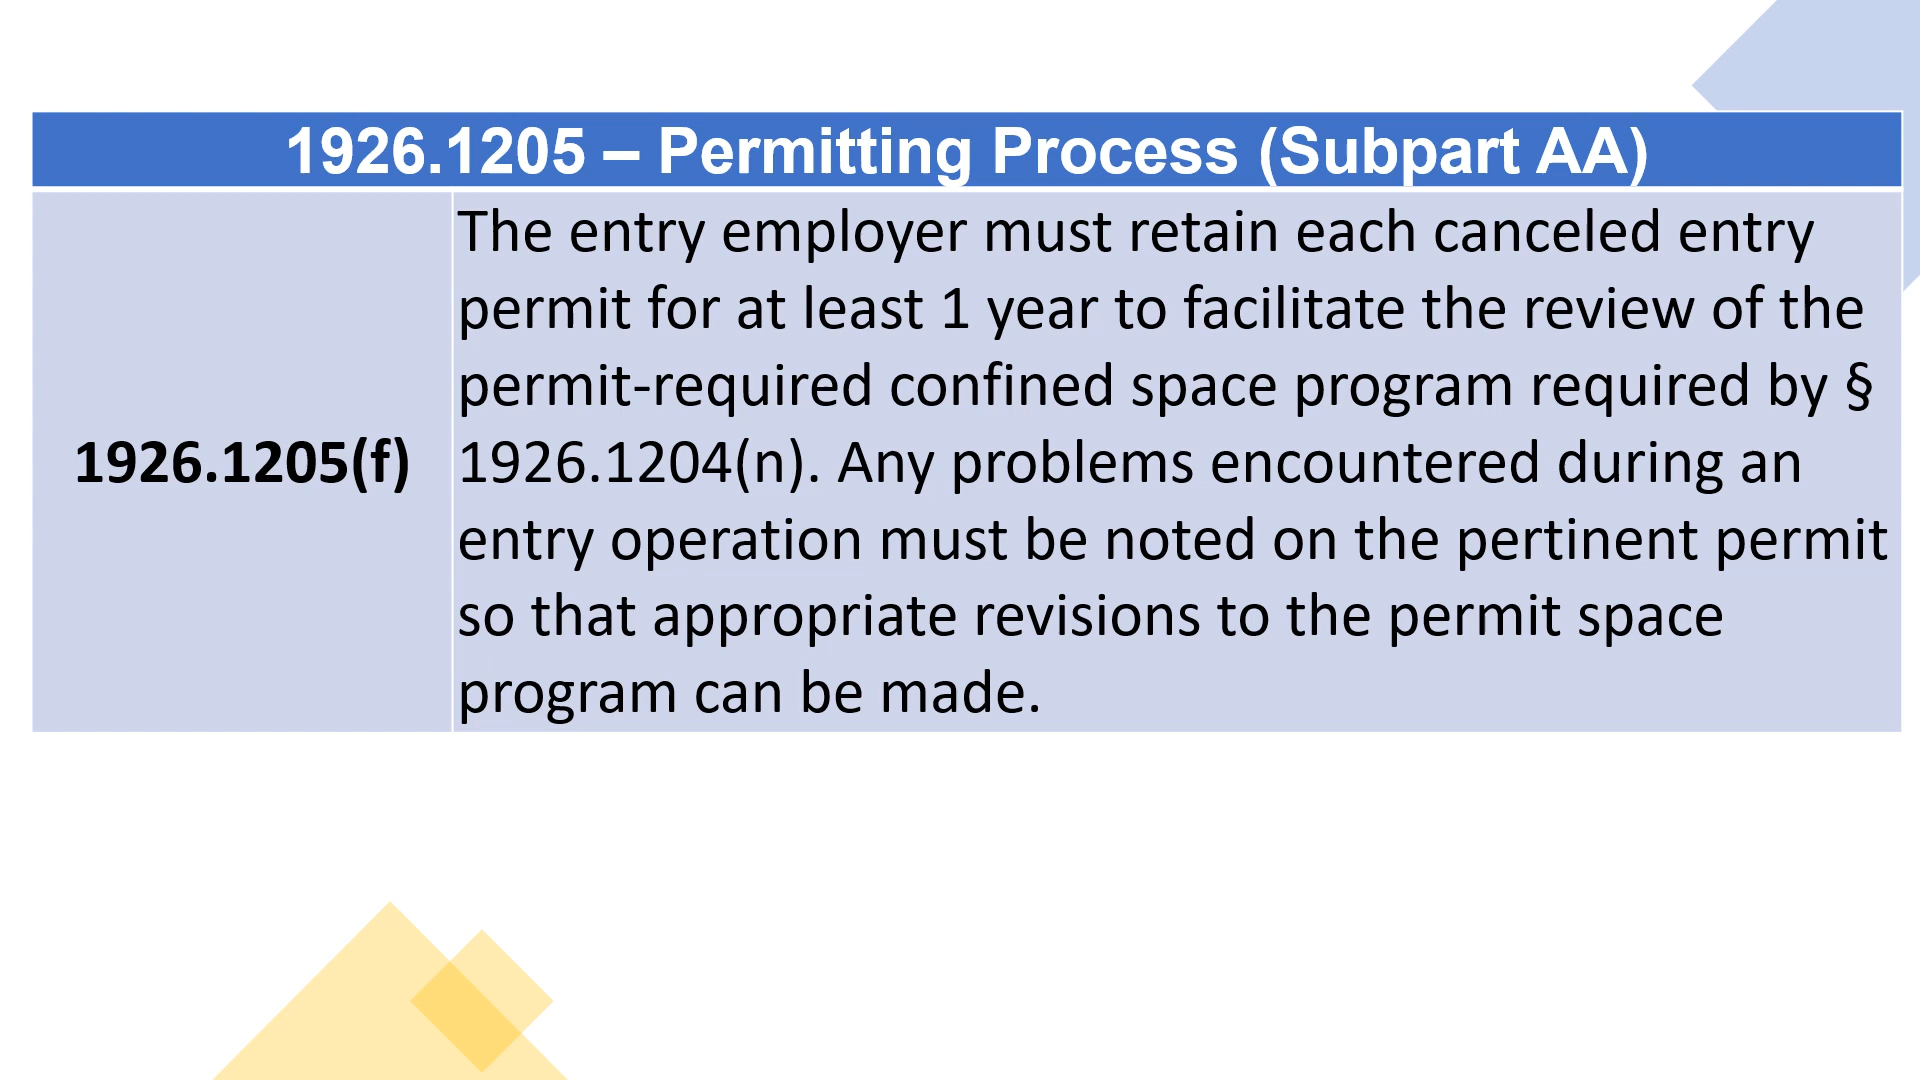 1926.1205 – Permitting Process (Subpart AA)
1926.1205(f)
The entry employer must retain each canceled entry
permit for at least 1 year to facilitate the review of the
permit-required confined space program required by §
1926.1204(n). Any problems encountered during an
entry operation must be noted on the pertinent permit
so that appropriate revisions to the permit space
program can be made.